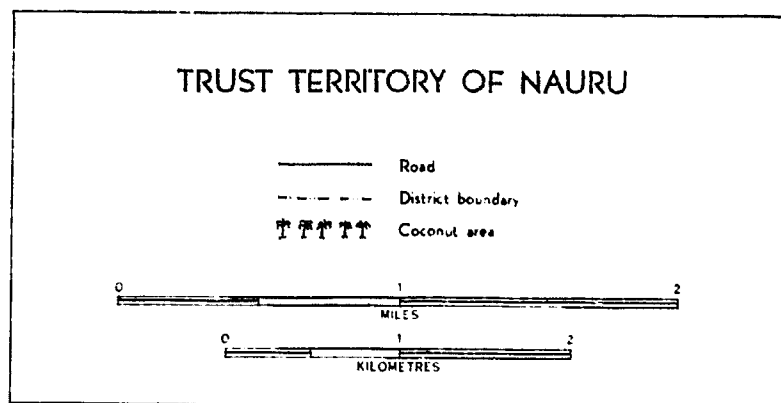 TRUST TERRITORY OF NAURU
Road
District boundary
Coconut area
0 1 2
MILES
0 1 2
KILOMETRES